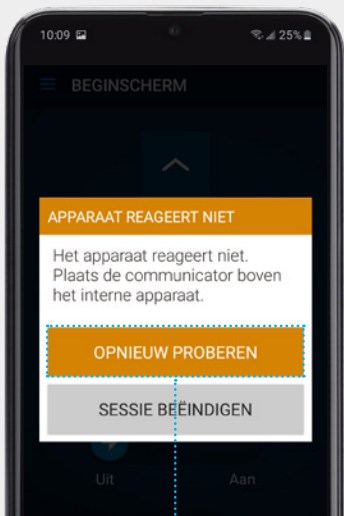 10:09 25%
BEGINSCHERM
APPARAAT REAGEERT NIET
Het apparaat reageert niet.
Plaats de communicator boven
het interne apparaat.
OPNIEUW PROBEREN
SESSIE BEËINDIGEN
Uit Aan